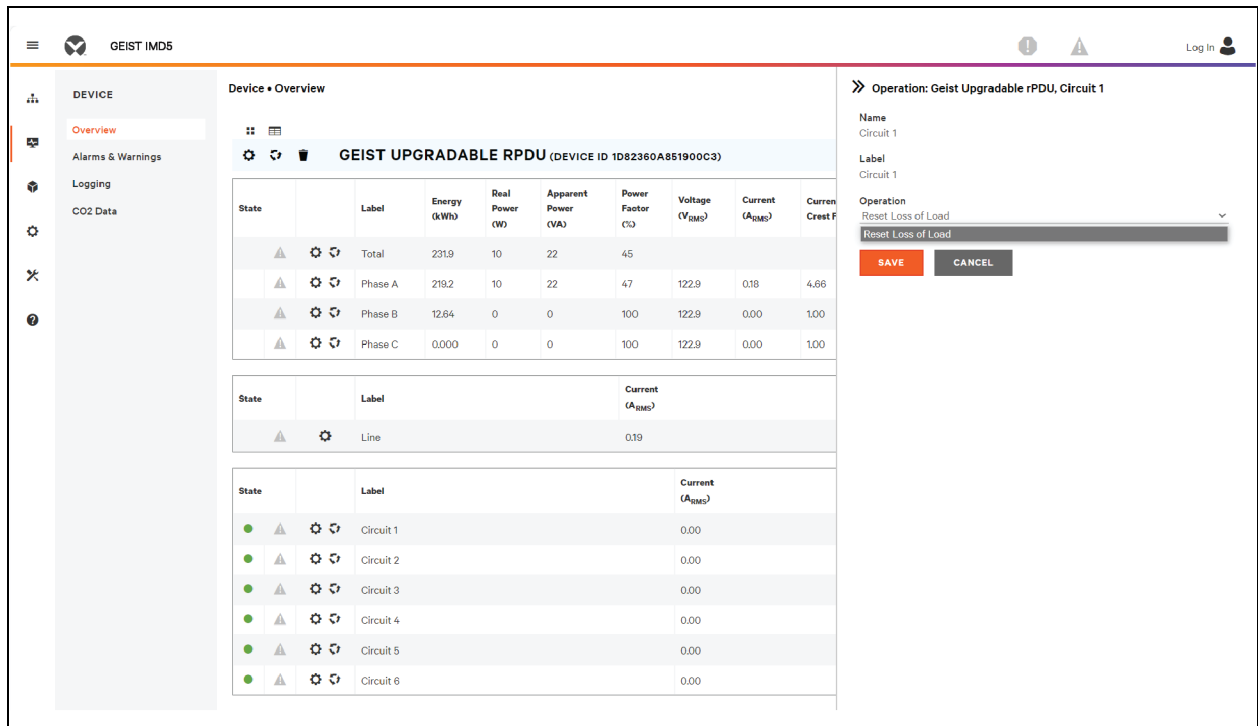 GEIST IMD5
Log In
DEVICE
Overview
Alarms & Warnings
Logging
CO2 Data
Device • Overview
GEIST UPGRADABLE RPDU (DEVICE ID 1D82360A851900C3)
State Label Energy (kWh) Real Power (W) Apparent Power (VA) Power Factor (%) Voltage (VRMS) Current (ARMS) Curren Crest F
Total 231.9 10 22 45
Phase A 219.2 10 22 47 122.9 0.18 4.66
Phase B 12.64 0 0 100 122.9 0.00 1.00
Phase C 0.000 0 0 100 122.9 0.00 1.00
State Label Current (ARMS)
Line 0.19
State Label Current (ARMS)
Circuit 1 0.00
Circuit 2 0.00
Circuit 3 0.00
Circuit 4 0.00
Circuit 5 0.00
Circuit 6 0.00
Operation: Geist Upgradable rPDU, Circuit 1
Name
Circuit 1
Label
Circuit 1
Operation
Reset Loss of Load
Reset Loss of Load
SAVE CANCEL